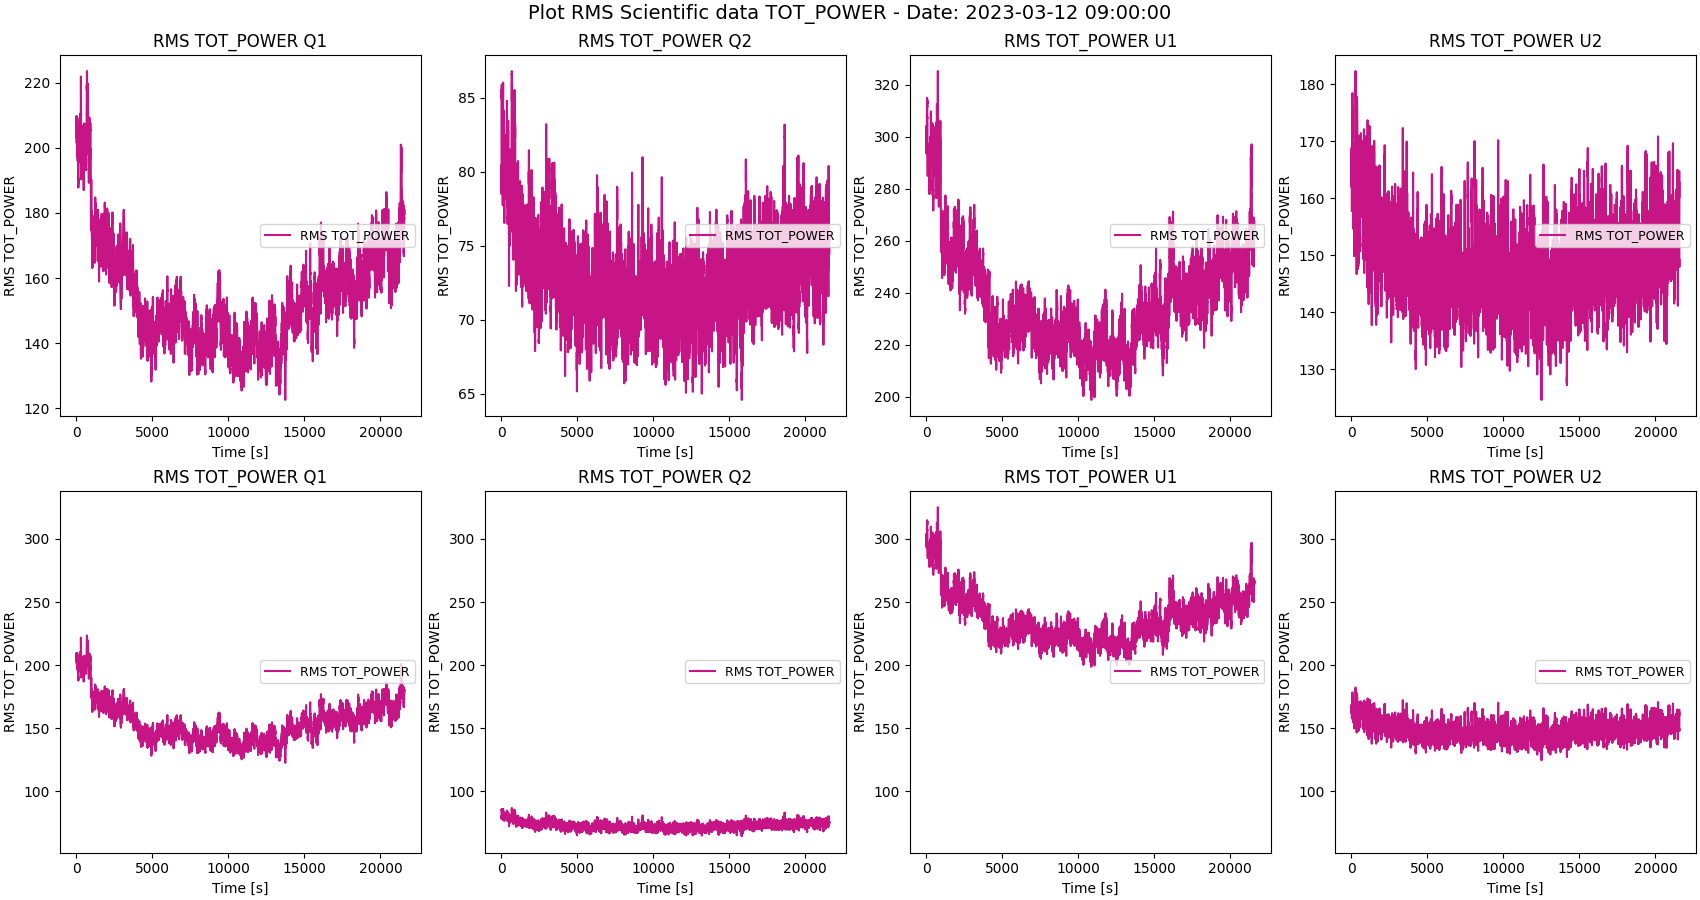 Plot RMS Scientific data TOT_POWER - Date: 2023-03-12 09:00:00
RMS TOT_POWER Q1
RMS TOT_POWER
220
200
180
160
140
120
RMS TOT_POWER
0 5000 10000 15000 20000
Time [s]
RMS TOT_POWER Q2
RMS TOT_POWER
85
80
75
70
65
RMS TOT_POWER
0 5000 10000 15000 20000
Time [s]
RMS TOT_POWER U1
RMS TOT_POWER
320
300
280
260
240
220
200
RMS TOT_POWER
0 5000 10000 15000 20000
Time [s]
RMS TOT_POWER U2
RMS TOT_POWER
180
170
160
150
140
130
RMS TOT_POWER
0 5000 10000 15000 20000
Time [s]
RMS TOT_POWER Q1
RMS TOT_POWER
300
250
200
150
100
RMS TOT_POWER
0 5000 10000 15000 20000
Time [s]
RMS TOT_POWER Q2
RMS TOT_POWER
300
250
200
150
100
RMS TOT_POWER
0 5000 10000 15000 20000
Time [s]
RMS TOT_POWER U1
RMS TOT_POWER
300
250
200
150
100
RMS TOT_POWER
0 5000 10000 15000 20000
Time [s]
RMS TOT_POWER U2
RMS TOT_POWER
300
250
200
150
100
RMS TOT_POWER
0 5000 10000 15000 20000
Time [s]